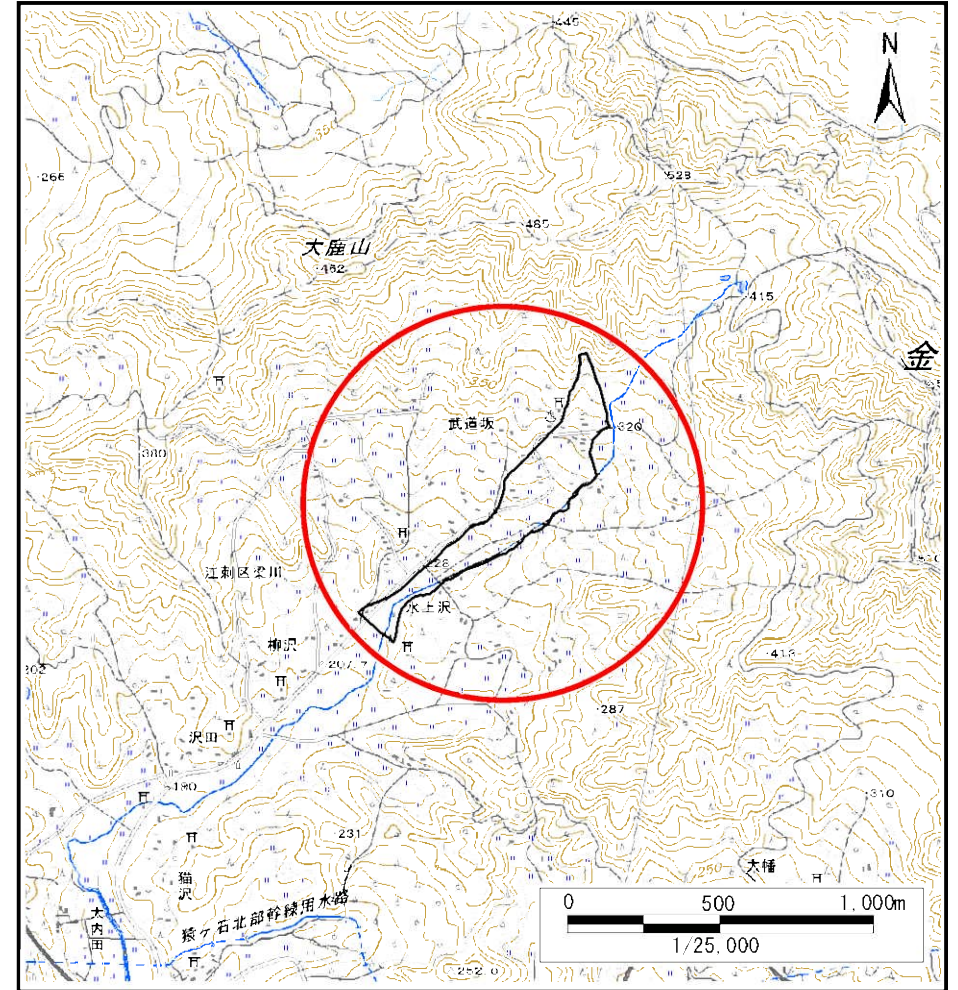 445
N
350
·266
·528
·485
大鹿山
·462
·415
金
350
武道坂
·320
·380
228
江刺区梁川
水上沢
柳沢
·207.7
·413
202
·287
沢田
·190
·310
·231
猫沢
250
大幡
大内田
猿ヶ石北部幹線用水路
·252.0
0 500 1,000m
1/25,000